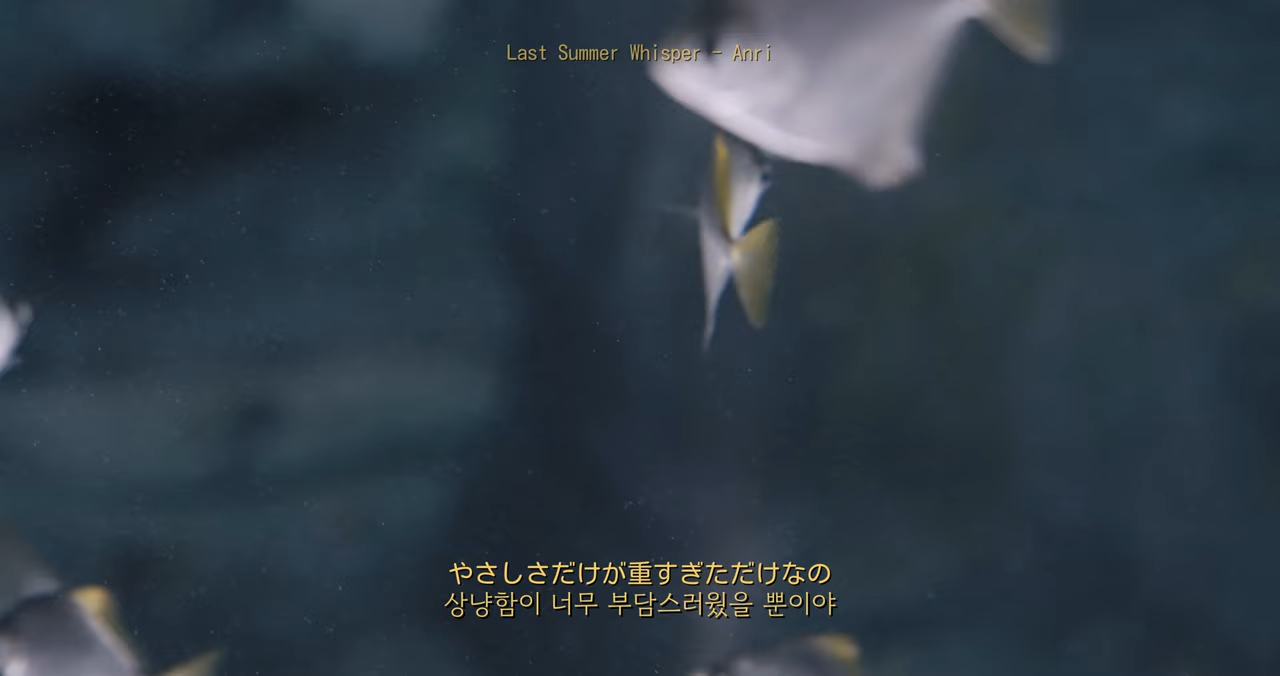 Last Summer Whisper - Anri
やさしさだけが重すぎただけなの
상냥함이 너무 부담스러웠을 뿐이야